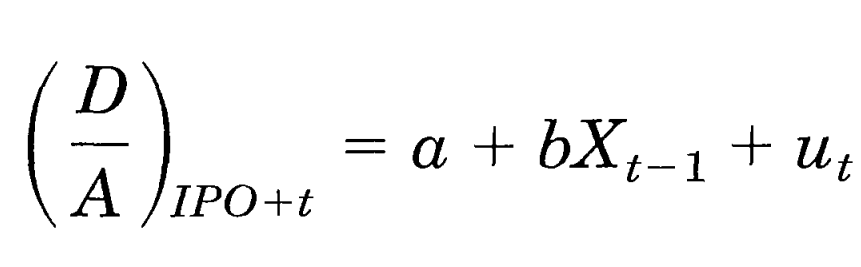 (D/A)_{IPO+t} = a + bX_{t-1} + u_t